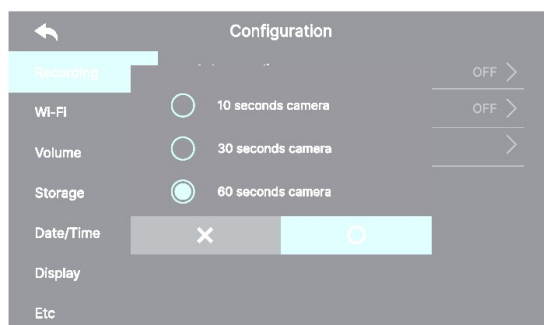 Configuration
Recording
OFF
10 seconds camera
Wi-Fi
OFF
Volume
30 seconds camera
Storage
60 seconds camera
Date/Time
Display
Etc